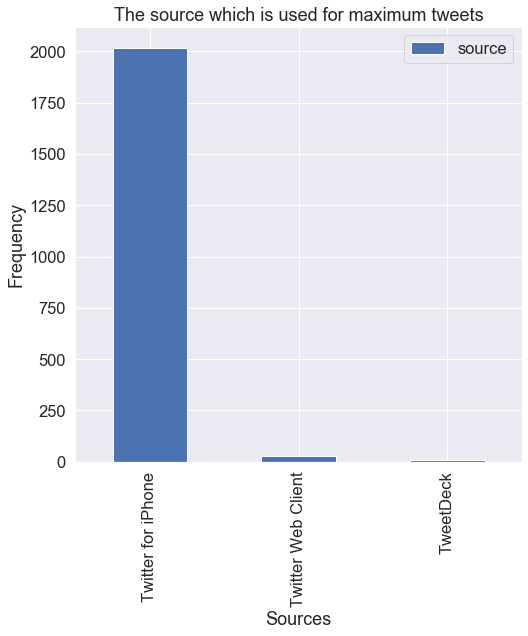 The source which is used for maximum tweets
source
2000
1750
1500
1250
1000
750
500
250
0
Frequency
Twitter for iPhone
Twitter Web Client
TweetDeck
Sources